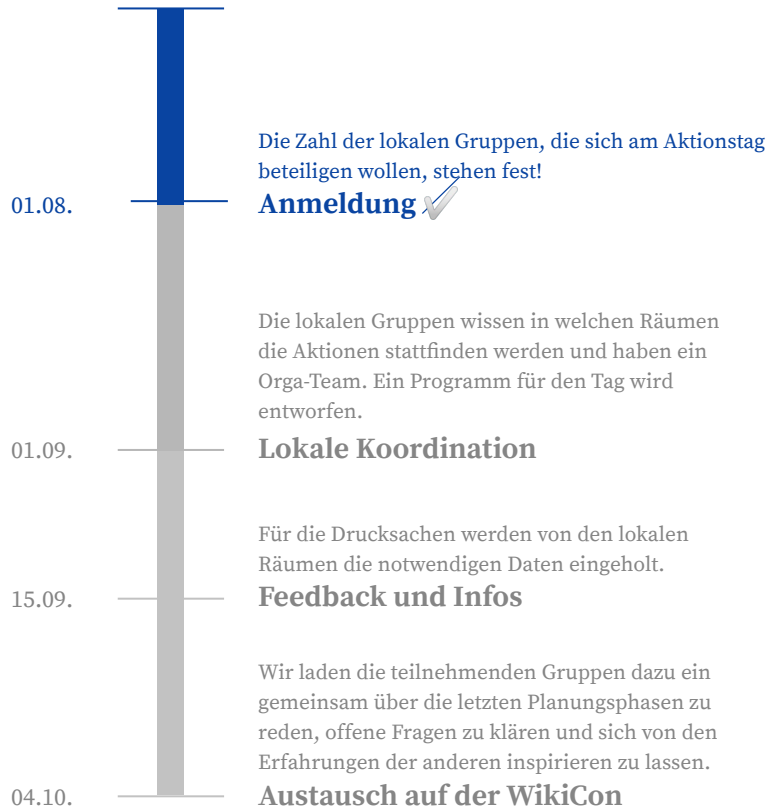 Die Zahl der lokalen Gruppen, die sich am Aktionstag
beteiligen wollen, stehen fest!
01.08.
Anmeldung
Die lokalen Gruppen wissen in welchen Räumen
die Aktionen stattfinden werden und haben ein
Orga-Team. Ein Programm für den Tag wird
entworfen.
01.09.
Lokale Koordination
Für die Drucksachen werden von den lokalen
Räumen die notwendigen Daten eingeholt.
15.09.
Feedback und Infos
Wir laden die teilnehmenden Gruppen dazu ein
gemeinsam über die letzten Planungsphasen zu
reden, offene Fragen zu klären und sich von den
Erfahrungen der anderen inspirieren zu lassen.
04.10.
Austausch auf der WikiCon